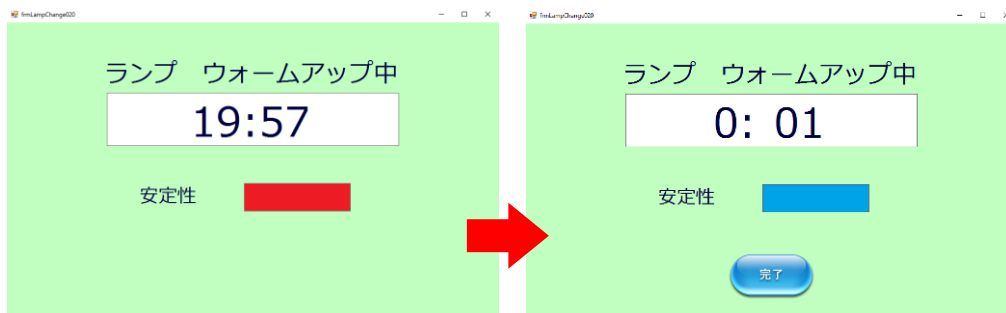 frmLampChange020
ランプ ウォームアップ中
19:57
安定性
frmLampChange020
ランプ ウォームアップ中
0: 01
安定性
完了